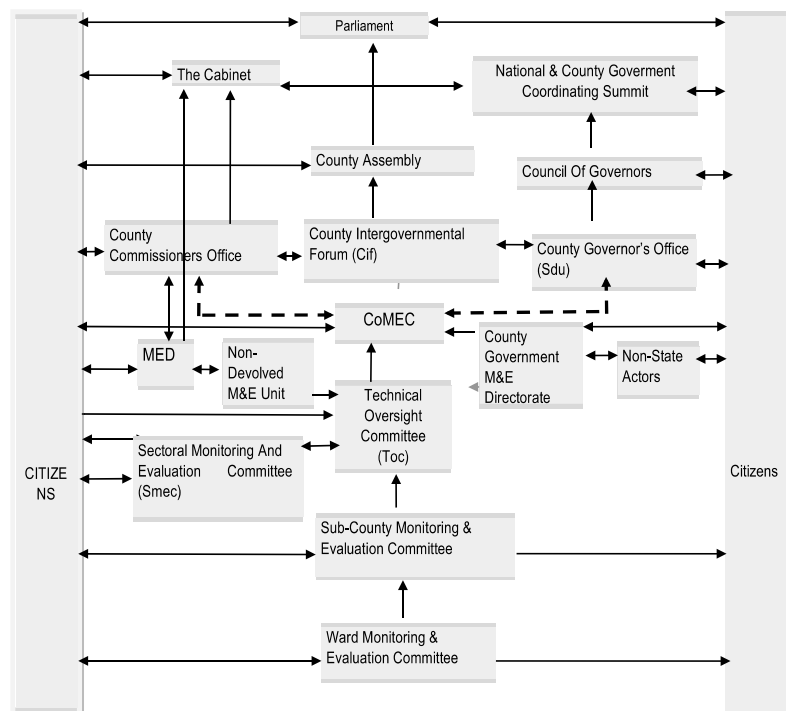 Parliament
The Cabinet
National & County Goverment
Coordinating Summit
County Assembly
Council Of Governors
County
Commissioners Office
County Intergovernmental
Forum (Cif)
County Governor's Office
(Sdu)
CoMEC
MED
Non-
Devolved
M&E Unit
County
Government
M&E
Directorate
Non-State
Actors
Technical
Oversight
Committee
(Toc)
Sectoral Monitoring And
Evaluation Committee
(Smec)
CITIZE
NS
Citizens
Sub-County Monitoring &
Evaluation Committee
Ward Monitoring &
Evaluation Committee